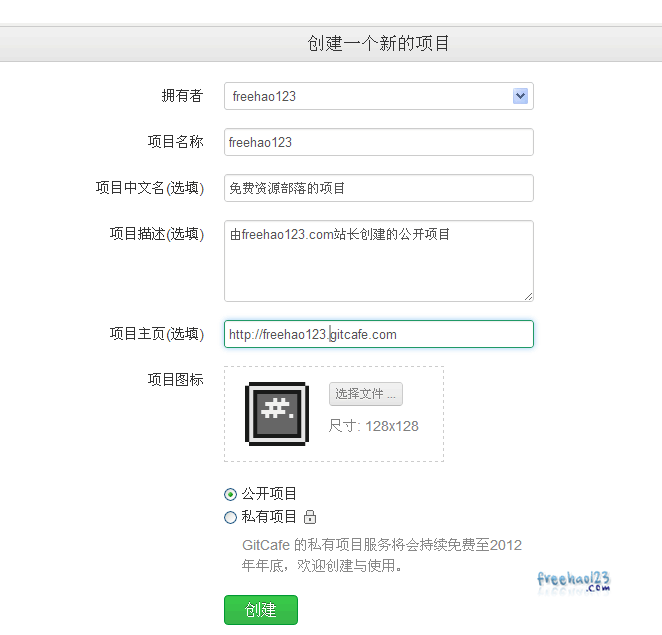 创建一个新的项目
拥有者 freehao123
项目名称 freehao123
项目中文名(选填) 免费资源部落的项目
项目描述(选填) 由freehao123.com站长创建的公开项目
项目主页(选填) http://freehao123.gitcafe.com
项目图标
#.
选择文件 ...
尺寸: 128x128
公开项目
私有项目
GitCafe 的私有项目服务将会持续免费至2012
年年底，欢迎创建与使用。
freehao123
.com
创建